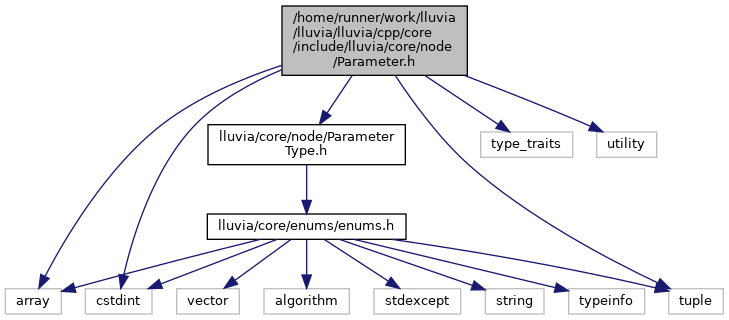 /home/runner/work/lluvia
/lluvia/lluvia/cpp/core
/include/lluvia/core/node
/Parameter.h
lluvia/core/node/Parameter
Type.h
type_traits
utility
lluvia/core/enums/enums.h
array
cstdint
vector
algorithm
stdexcept
string
typeinfo
tuple